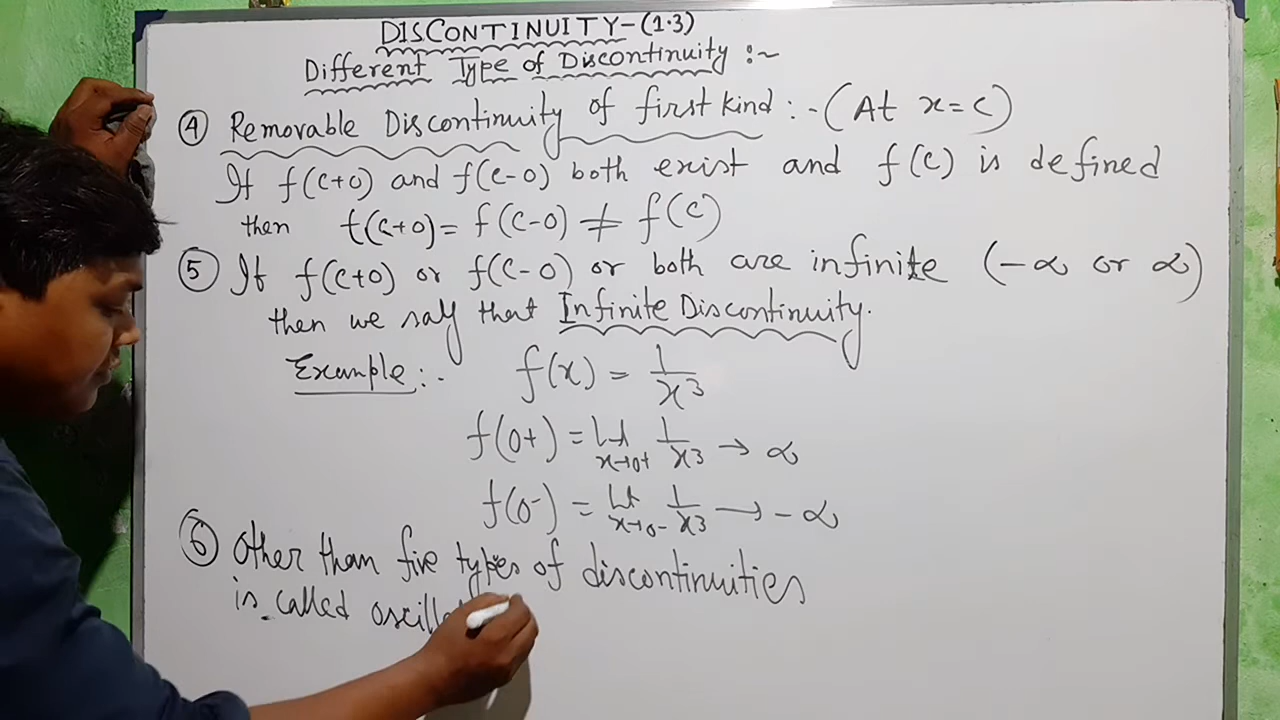 DISCONTINUITY-(1.3)
Different Type of Discontinuity :~
④ Removable Discontinuity of first kind : - (At x=c)
If f(c+0) and f(c-0) both exist and f(c) is defined
then f(c+0) = f(c-0) ≠ f(c)
⑤ If f(c+0) or f(c-0) or both are infinite (-∝ or ∝)
then we say that Infinite Discontinuity.
Example :- f(x) = 1/x³
f(0+) = Lt x→0+ 1/x³ → ∝
f(0-) = Lt x→0- 1/x³ → -∝
⑥ Other than five types of discontinuities
is called